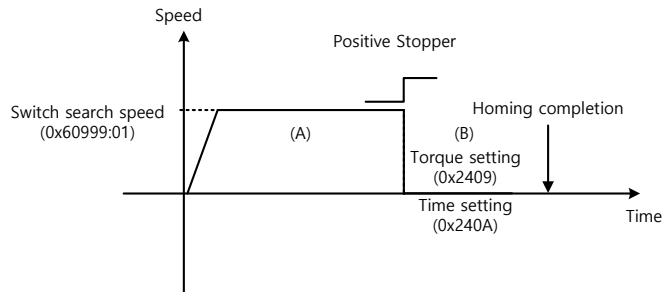 Speed
Positive Stopper
Switch search speed
(0x60999:01)
Homing completion
(A)
(B)
Torque setting
(0x2409)
Time setting
(0x240A)
Time